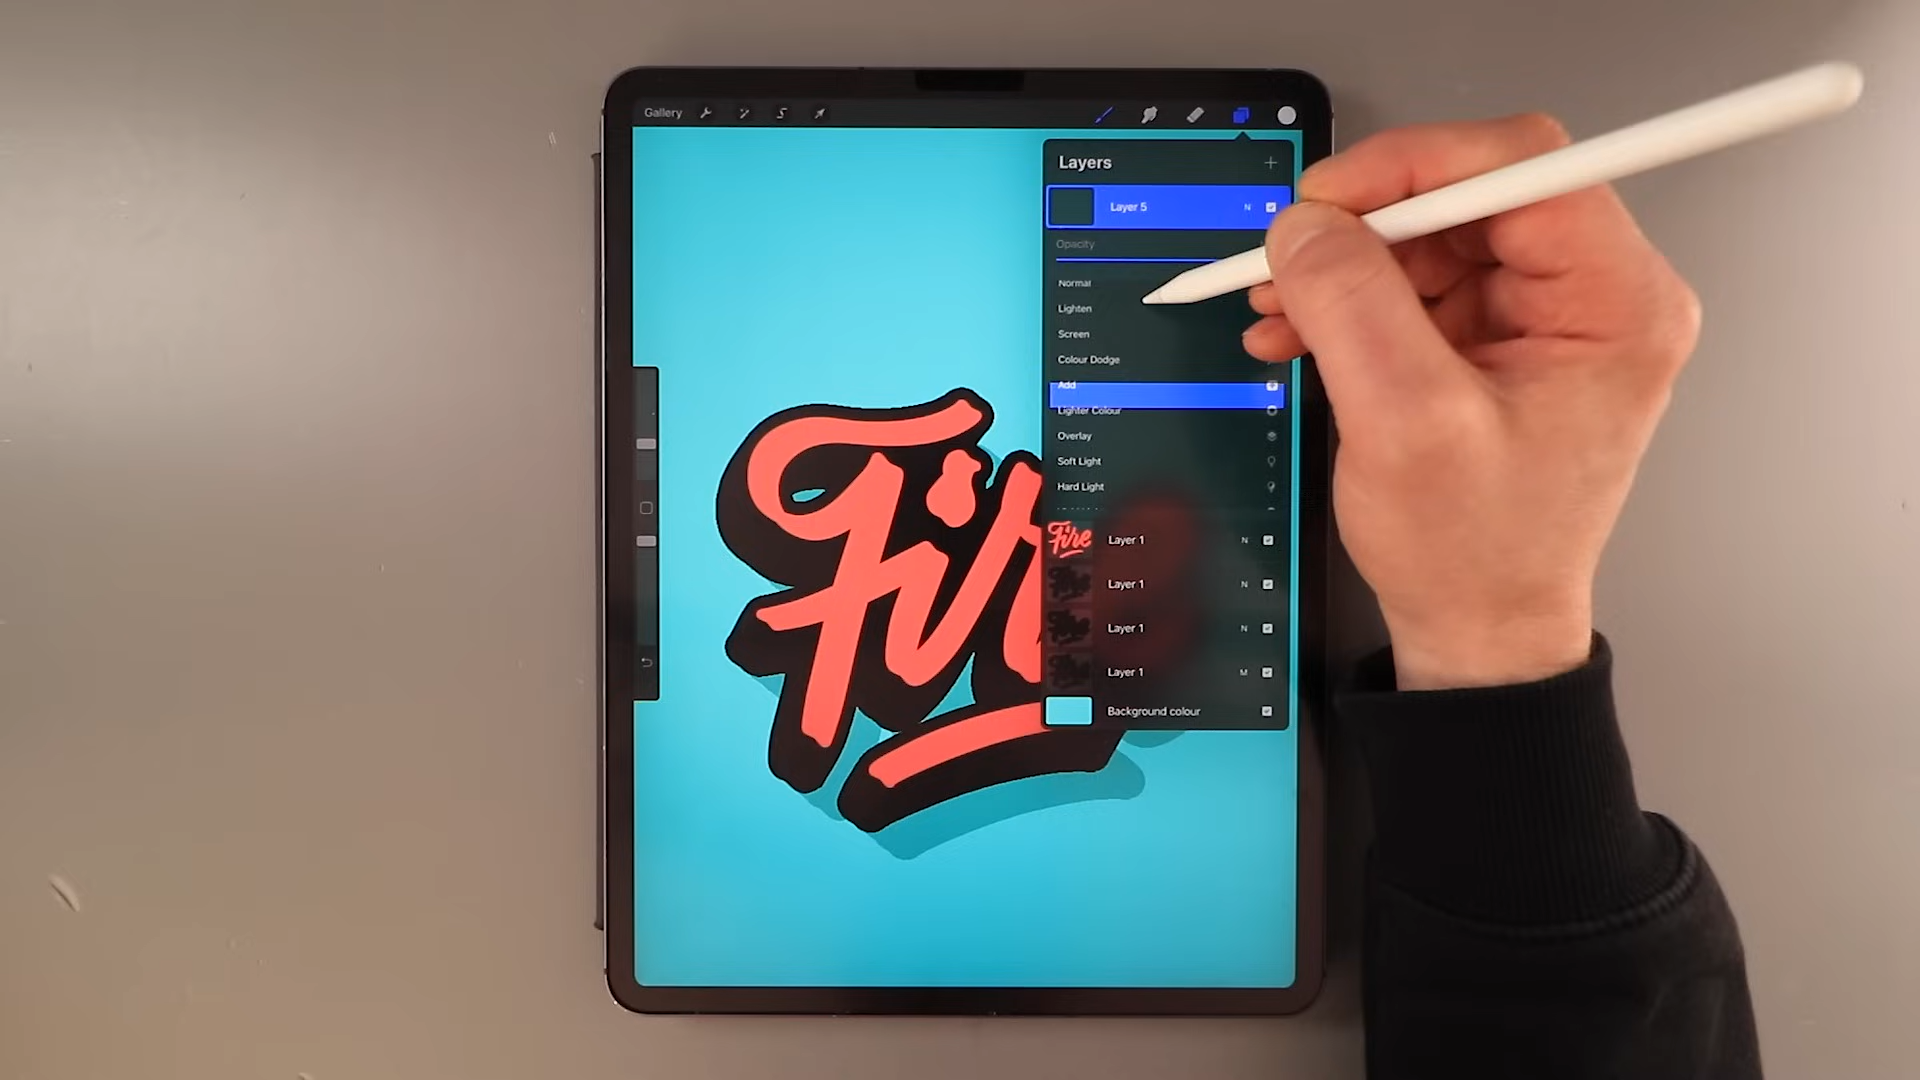 Gallery
Layers
Layer 5 N
Opacity
Normal
Lighten
Screen
Colour Dodge
Add
Lighter Colour
Overlay
Soft Light
Hard Light
Fire
Fire Layer 1 N
Layer 1 N
Layer 1 N
Layer 1 M
Background colour